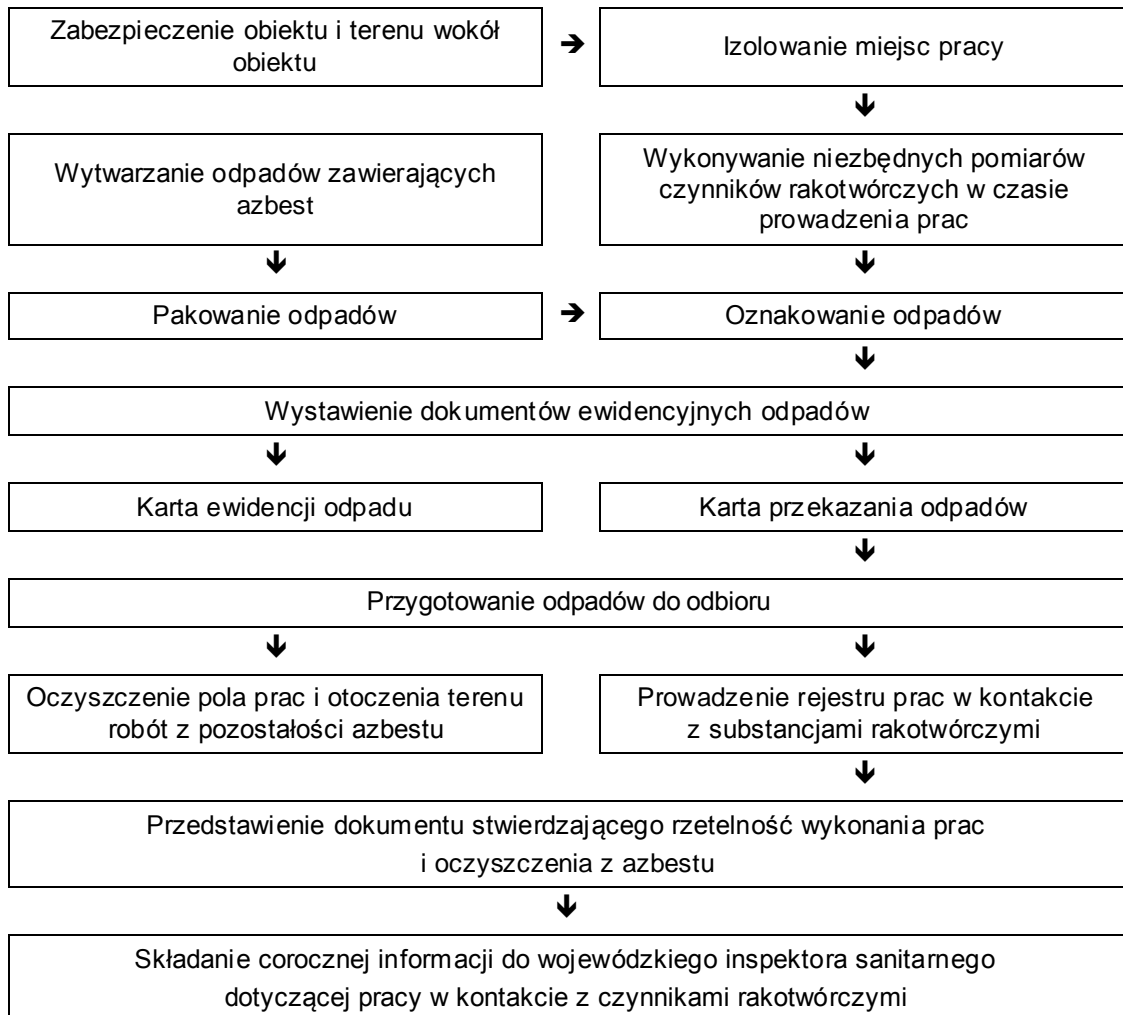 Zabezpieczenie obiektu i terenu wokół
obiektu
➔
Izolowanie miejsc pracy
Wytwarzanie odpadów zawierających
azbest
Wykonywanie niezbędnych pomiarów
czynników rakotwórczych w czasie
prowadzenia prac
Pakowanie odpadów
➔
Oznakowanie odpadów
Wystawienie dokumentów ewidencyjnych odpadów
Karta ewidencji odpadu
Karta przekazania odpadów
Przygotowanie odpadów do odbioru
Oczyszczenie pola prac i otoczenia terenu
robót z pozostałości azbestu
Prowadzenie rejestru prac w kontakcie
z substancjami rakotwórczymi
Przedstawienie dokumentu stwierdzającego rzetelność wykonania prac
i oczyszczenia z azbestu
Składanie corocznej informacji do wojewódzkiego inspektora sanitarnego
dotyczącej pracy w kontakcie z czynnikami rakotwórczymi